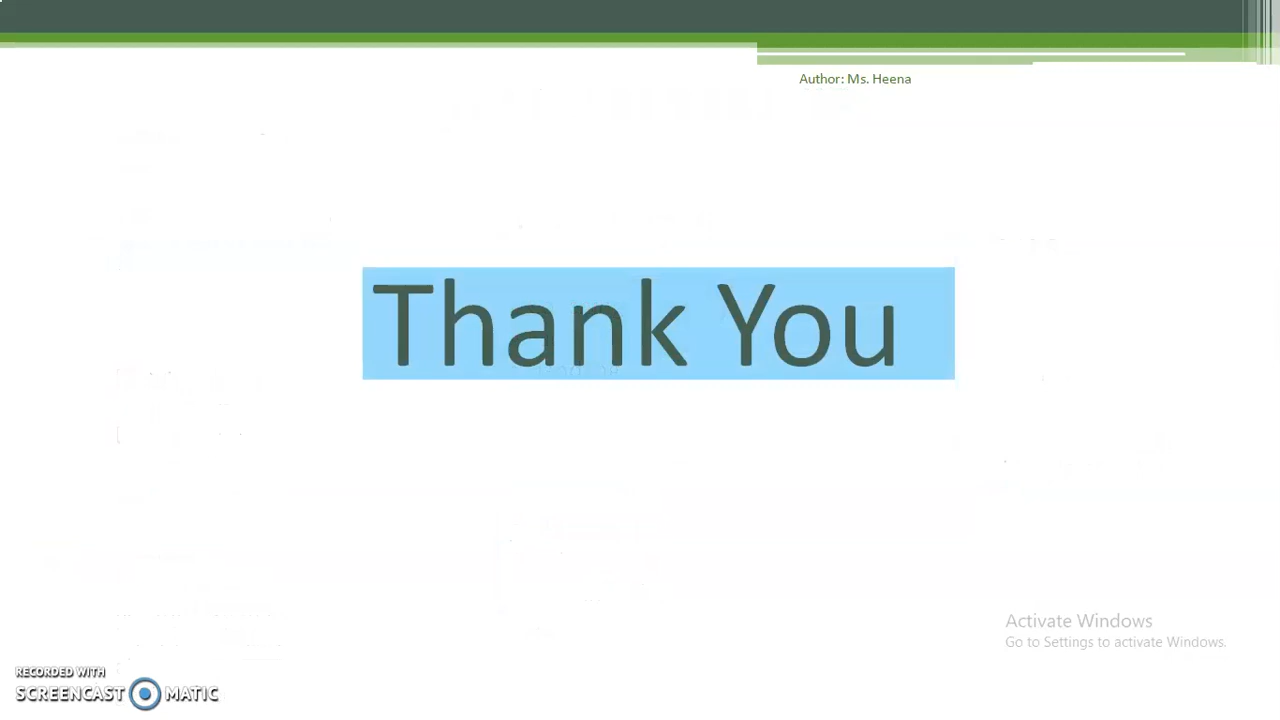 Author: Ms. Heena
Thank You
Activate Windows
Go to Settings to activate Windows.
RECORDED WITH
SCREENCAST MATIC